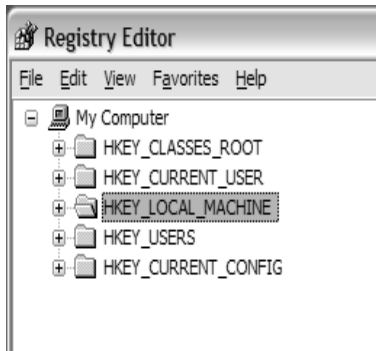 Registry Editor
File Edit View Favorites Help
My Computer
HKEY_CLASSES_ROOT
HKEY_CURRENT_USER
HKEY_LOCAL_MACHINE
HKEY_USERS
HKEY_CURRENT_CONFIG